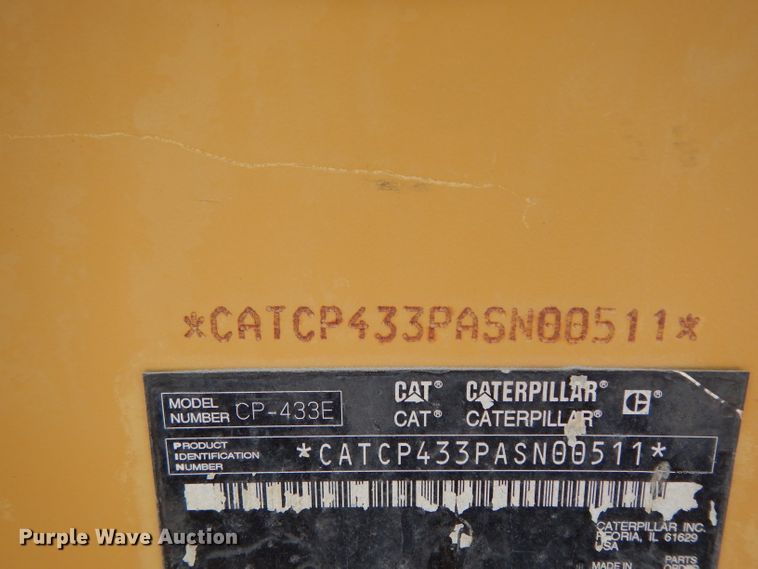 *CATCP433PASN00511*
CAT® CATERPILLAR®
MODEL NUMBER CP-433E
CAT® CATERPILLAR® C
PRODUCT IDENTIFICATION NUMBER *CATCP433PASN00511*
CATERPILLAR INC.
PEORIA, IL 61629
USA
MADE IN
PARTS
ORDER
Purple Wave Auction